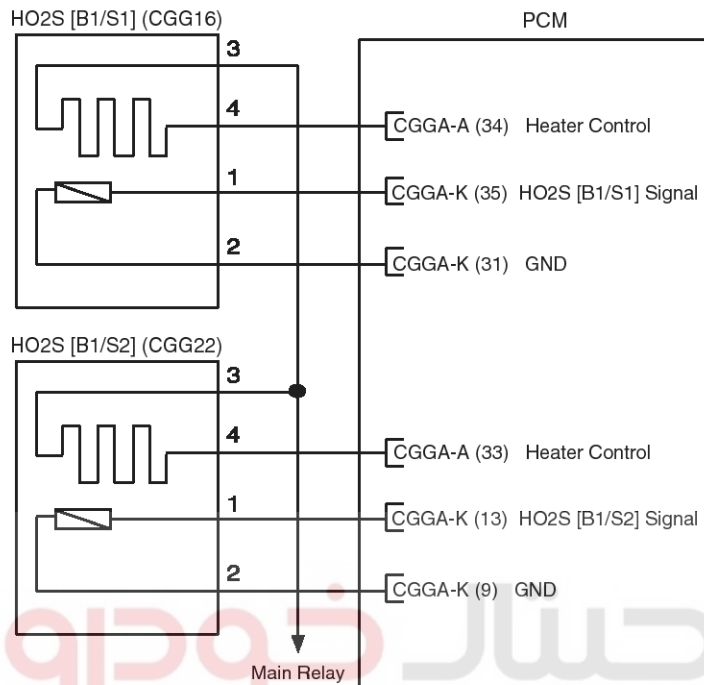 HO2S [B1/S1] (CGG16)
PCM
3
4
CGGA-A (34) Heater Control
1
CGGA-K (35) HO2S [B1/S1] Signal
2
CGGA-K (31) GND
HO2S [B1/S2] (CGG22)
3
4
CGGA-A (33) Heater Control
1
CGGA-K (13) HO2S [B1/S2] Signal
2
CGGA-K (9) GND
دیجیتال خودرو
Main Relay